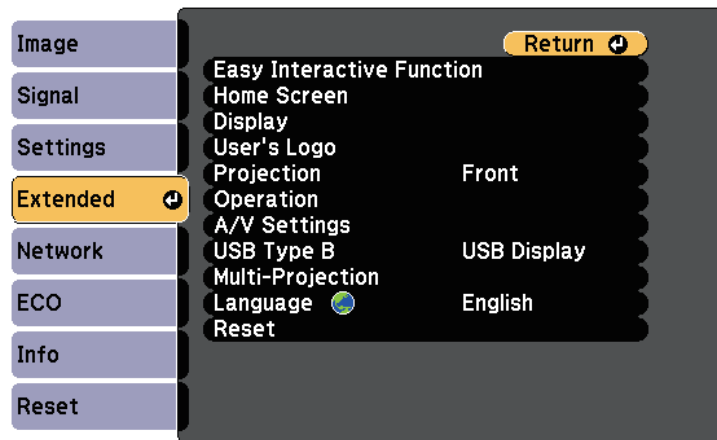 Image
Signal
Settings
Extended
Network
ECO
Info
Reset
Return
Easy Interactive Function
Home Screen
Display
User's Logo
Projection Front
Operation
A/V Settings
USB Type B USB Display
Multi-Projection
Language English
Reset